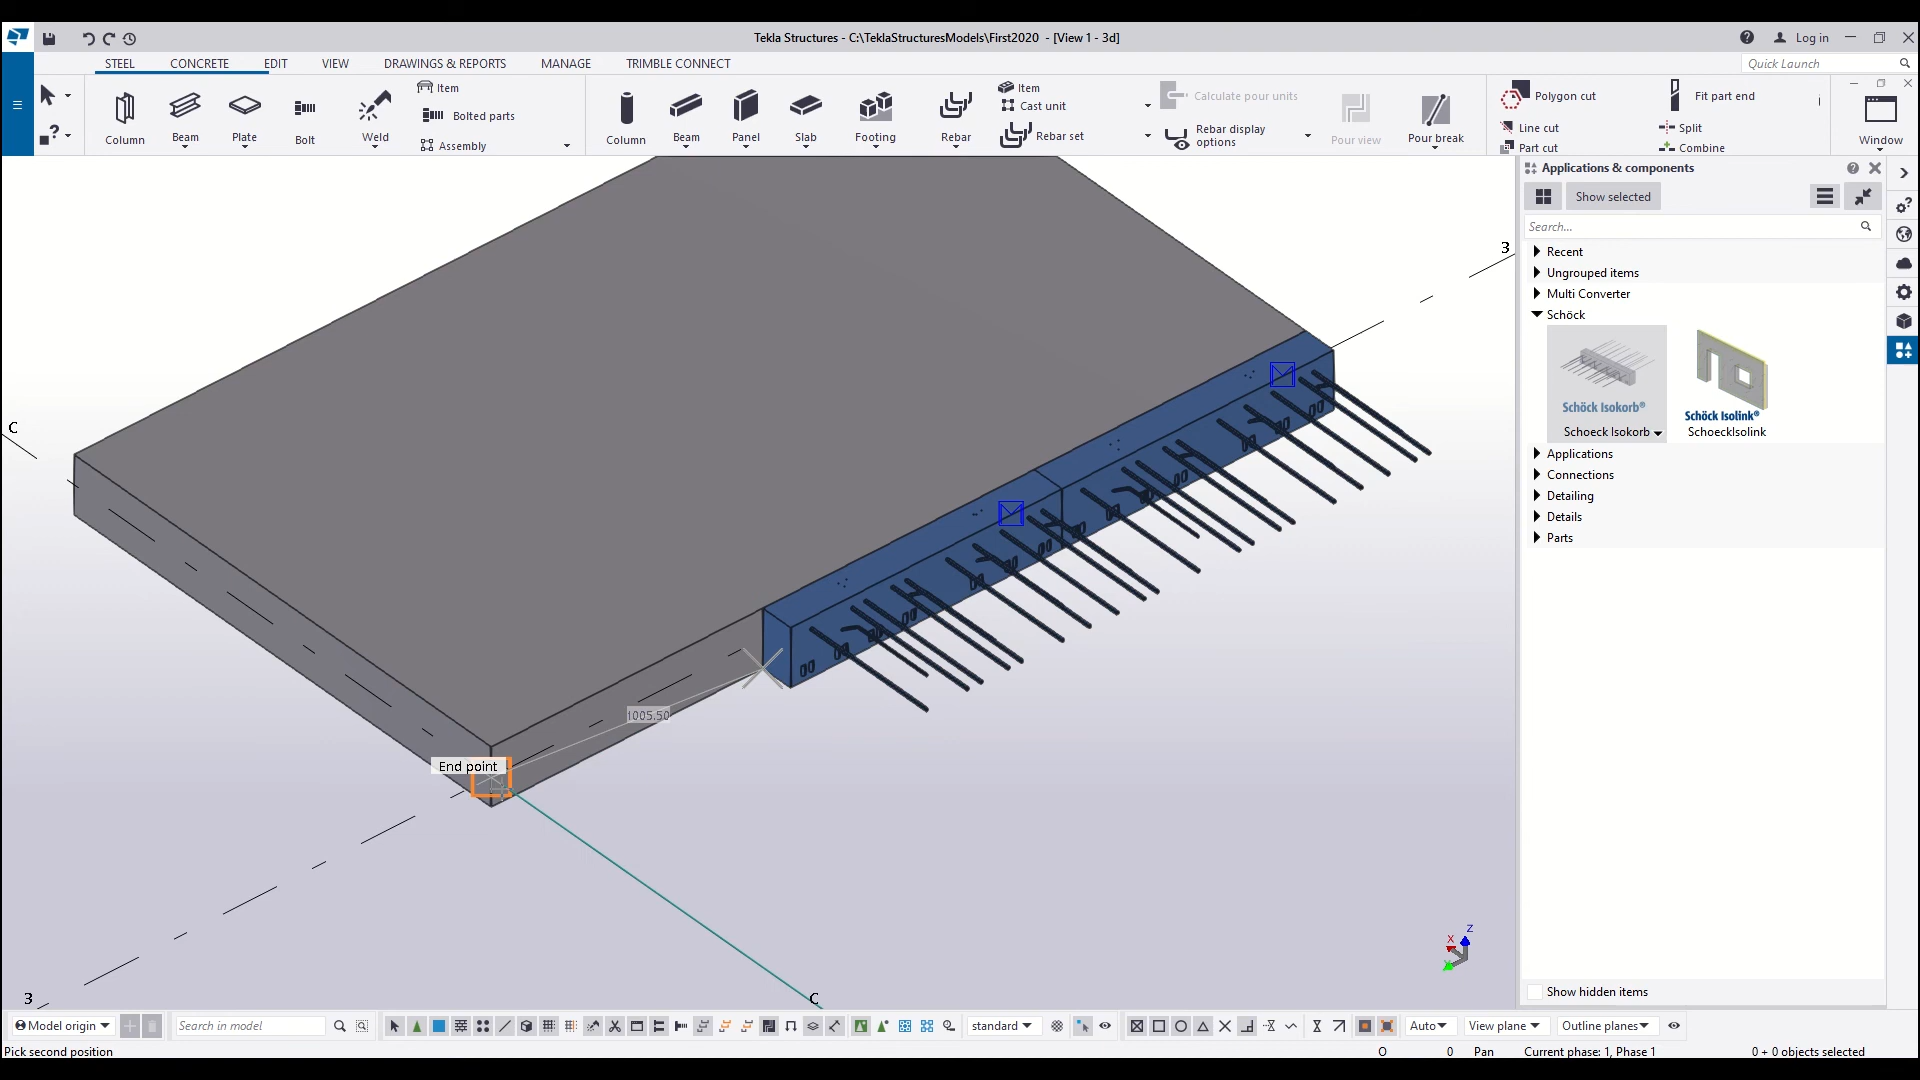 Tekla Structures - C:\TeklaStructuresModels\First2020 - [View 1 - 3d]
Log in
STEEL CONCRETE EDIT VIEW DRAWINGS & REPORTS MANAGE TRIMBLE CONNECT
Quick Launch
Column Beam Plate Bolt Weld
Item
Bolted parts
Assembly
Column Beam Panel Slab Footing Rebar
Item
Cast unit
Rebar set
Calculate pour units
Rebar display options
Pour view
Pour break
Polygon cut
Line cut
Part cut
Fit part end
Split
Combine
Window
Applications & components
Show selected
Search...
Recent
Ungrouped items
Multi Converter
Schöck
Schöck Isokorb®
Schoeck Isokorb
Schöck Isolink®
SchoeckIsolink
Applications
Connections
Detailing
Details
Parts
Show hidden items
3
C
1005.50
End point
Z
X
3
C
Model origin
Search in model
standard
Auto
View plane
Outline planes
Pick second position
O 0 Pan Current phase: 1, Phase 1 0 + 0 objects selected